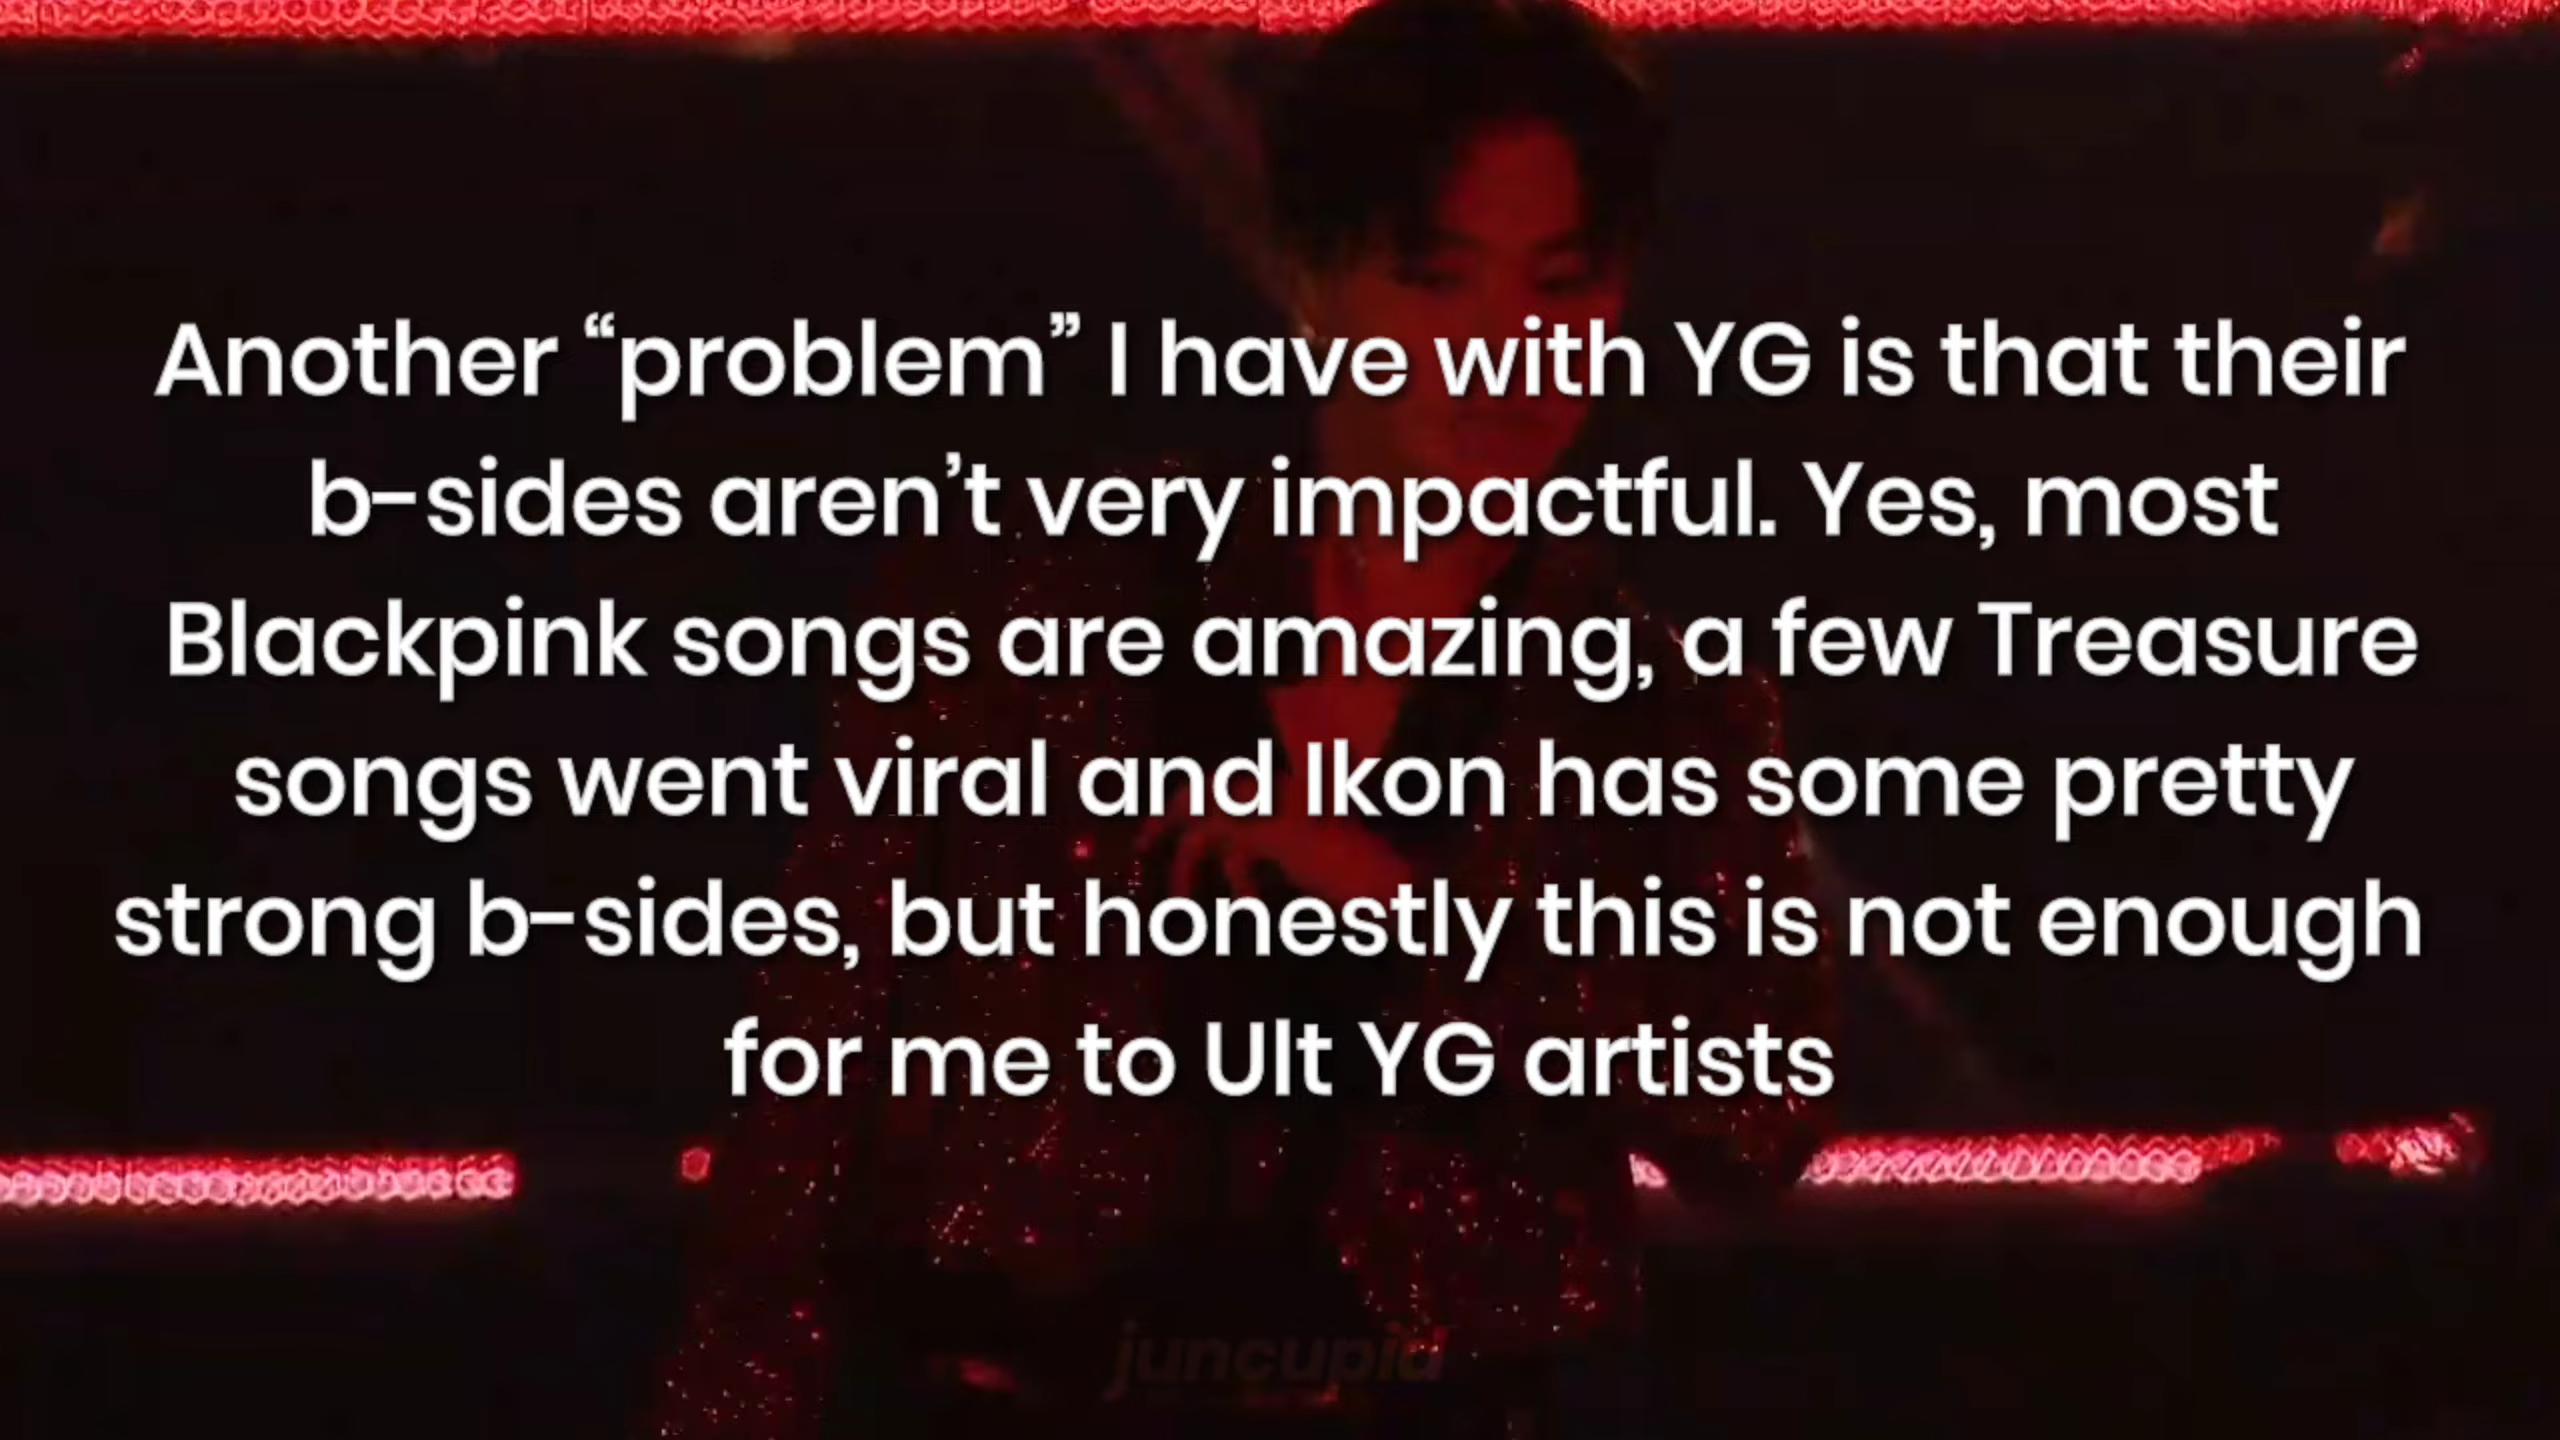 Another “problem” I have with YG is that their
b-sides aren’t very impactful. Yes, most
Blackpink songs are amazing, a few Treasure
songs went viral and Ikon has some pretty
strong b-sides, but honestly this is not enough
for me to Ult YG artists
juncupid